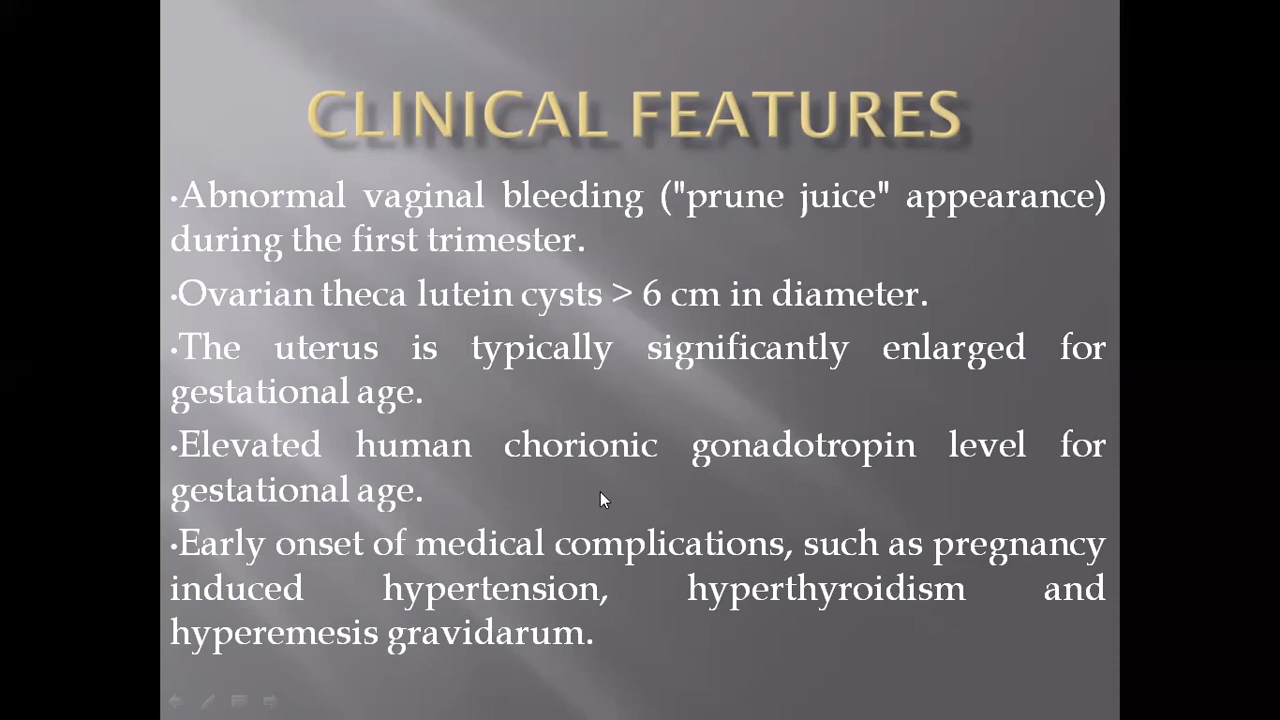 CLINICAL FEATURES
•Abnormal vaginal bleeding ("prune juice" appearance)
during the first trimester.
•Ovarian theca lutein cysts > 6 cm in diameter.
•The uterus is typically significantly enlarged for
gestational age.
•Elevated human chorionic gonadotropin level for
gestational age.
•Early onset of medical complications, such as pregnancy
induced hypertension, hyperthyroidism and
hyperemesis gravidarum.